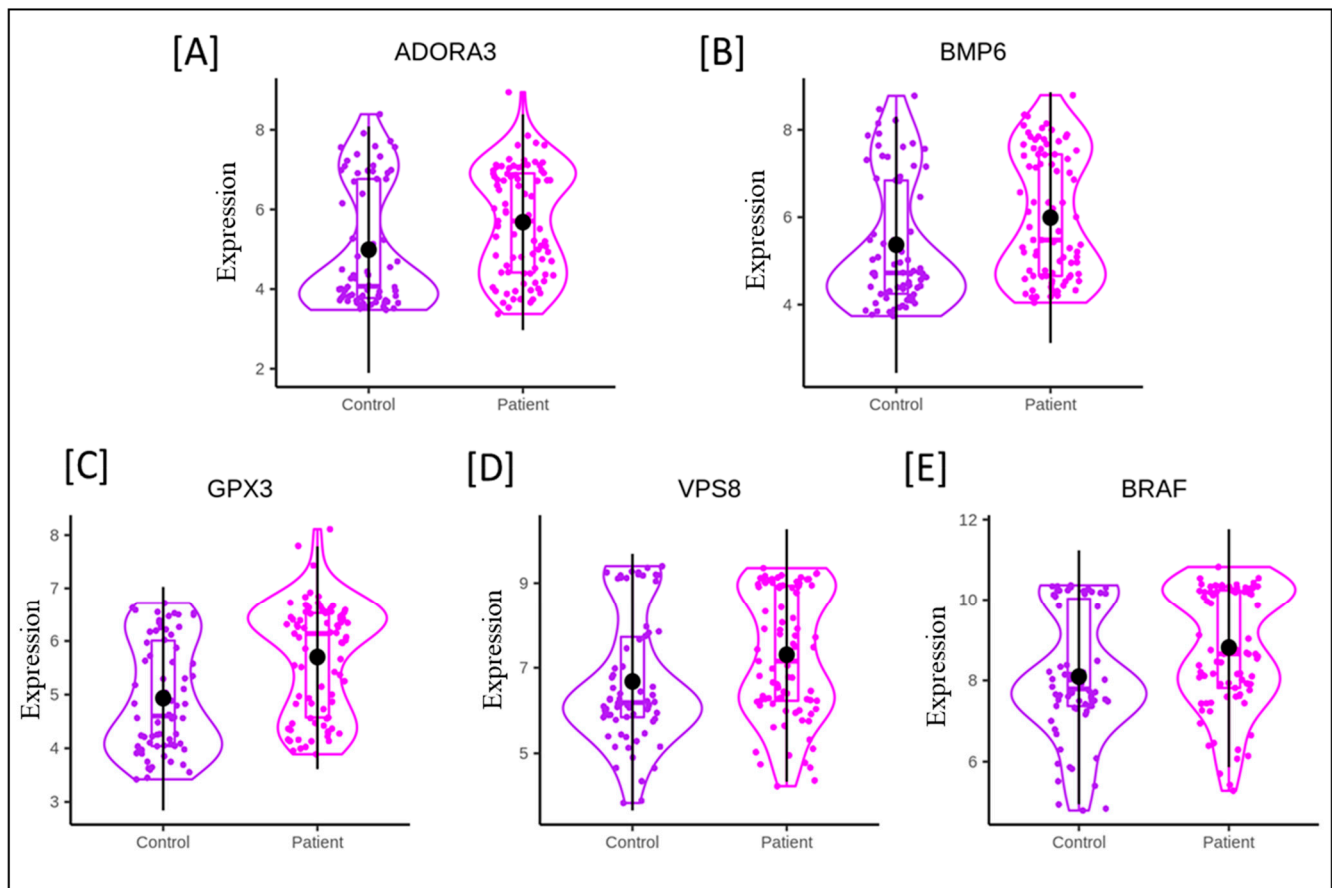 [A] ADORA3
[B] BMP6
Expression
8
6
4
2
Control Patient
Expression
8
6
4
Control Patient
[C] GPX3
[D] VPS8
[E] BRAF
Expression
8
7
6
5
4
3
Control Patient
Expression
9
7
5
Control Patient
Expression
12
10
8
6
Control Patient